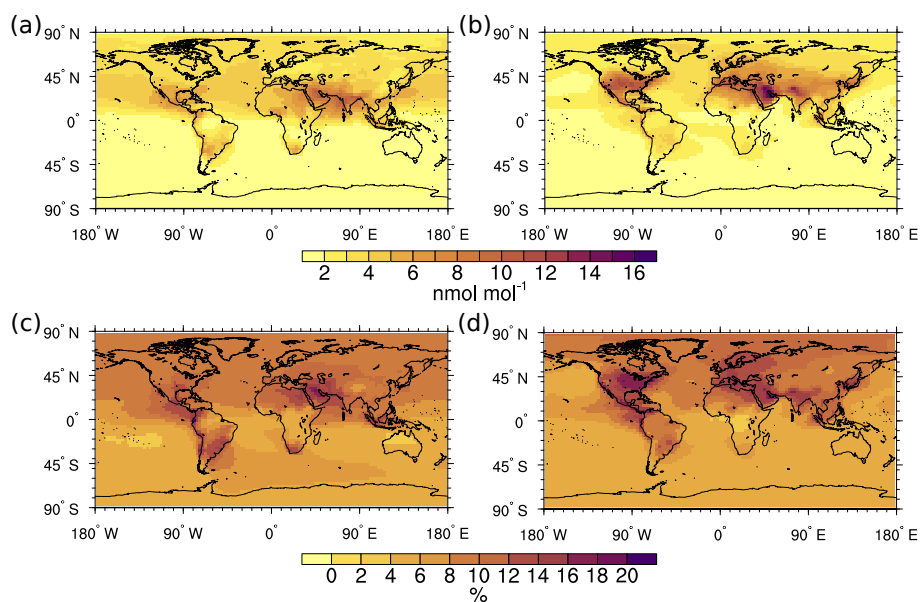 (a) (b)
90° N 90° N
45° N 45° N
0° 0°
45° S 45° S
90° S 90° S
180° W 90° W 0° 90° E 180° E 180° W 90° W 0° 90° E 180° E
2 4 6 8 10 12 14 16
nmol mol⁻¹
(c) (d)
90° N 90° N
45° N 45° N
0° 0°
45° S 45° S
90° S 90° S
180° W 90° W 0° 90° E 180° E 180° W 90° W 0° 90° E 180° E
0 2 4 6 8 10 12 14 16 18 20
%